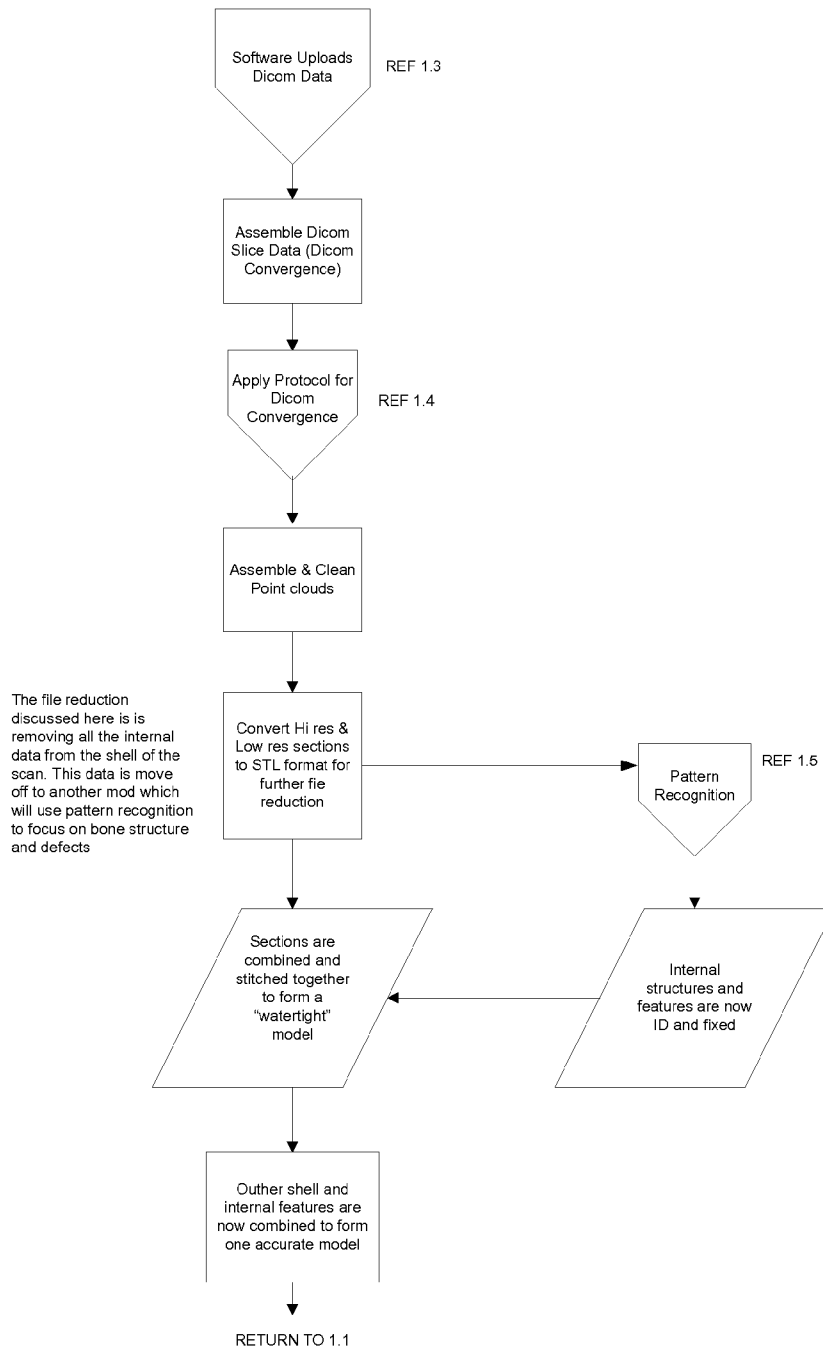 Software Uploads
Dicom Data
REF 1.3
Assemble Dicom
Slice Data (Dicom
Convergence)
Apply Protocol for
Dicom
Convergence
REF 1.4
Assemble & Clean
Point clouds
The file reduction
discussed here is is
removing all the internal
data from the shell of the
scan. This data is move
off to another mod which
will use pattern recognition
to focus on bone structure
and defects
Convert Hi res &
Low res sections
to STL format for
further fie
reduction
Pattern
Recognition
REF 1.5
Sections are
combined and
stitched together
to form a
“watertight”
model
Internal
structures and
features are now
ID and fixed
Outher shell and
internal features are
now combined to form
one accurate model
RETURN TO 1.1